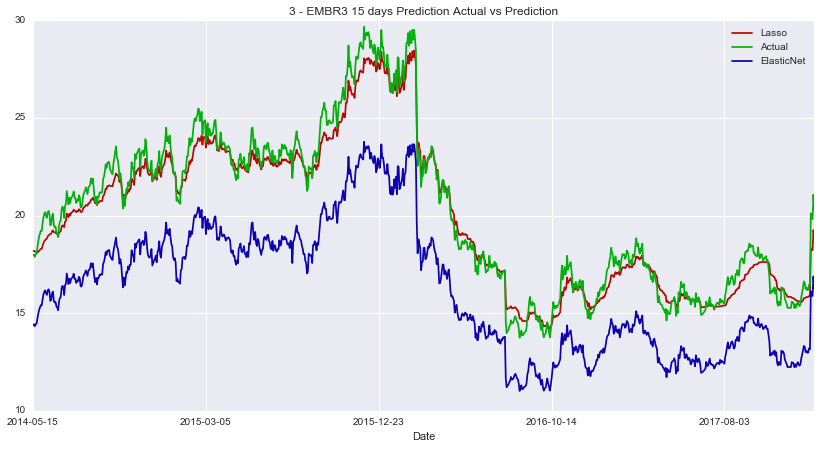 3 - EMBR3 15 days Prediction Actual vs Prediction
30
25
20
15
10
Lasso
Actual
ElasticNet
2014-05-15
2015-03-05
2015-12-23
2016-10-14
2017-08-03
Date